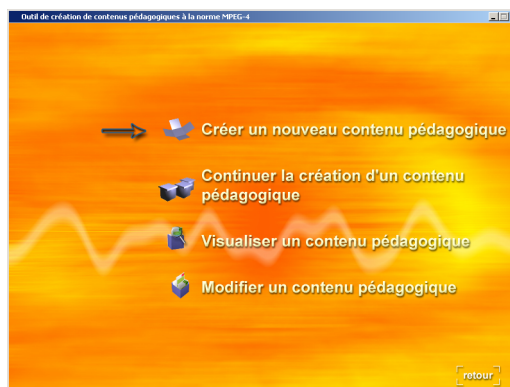 Outil de création de contenus pédagogiques à la norme MPEG-4
Créer un nouveau contenu pédagogique
Continuer la création d'un contenu
pédagogique
Visualiser un contenu pédagogique
Modifier un contenu pédagogique
retour